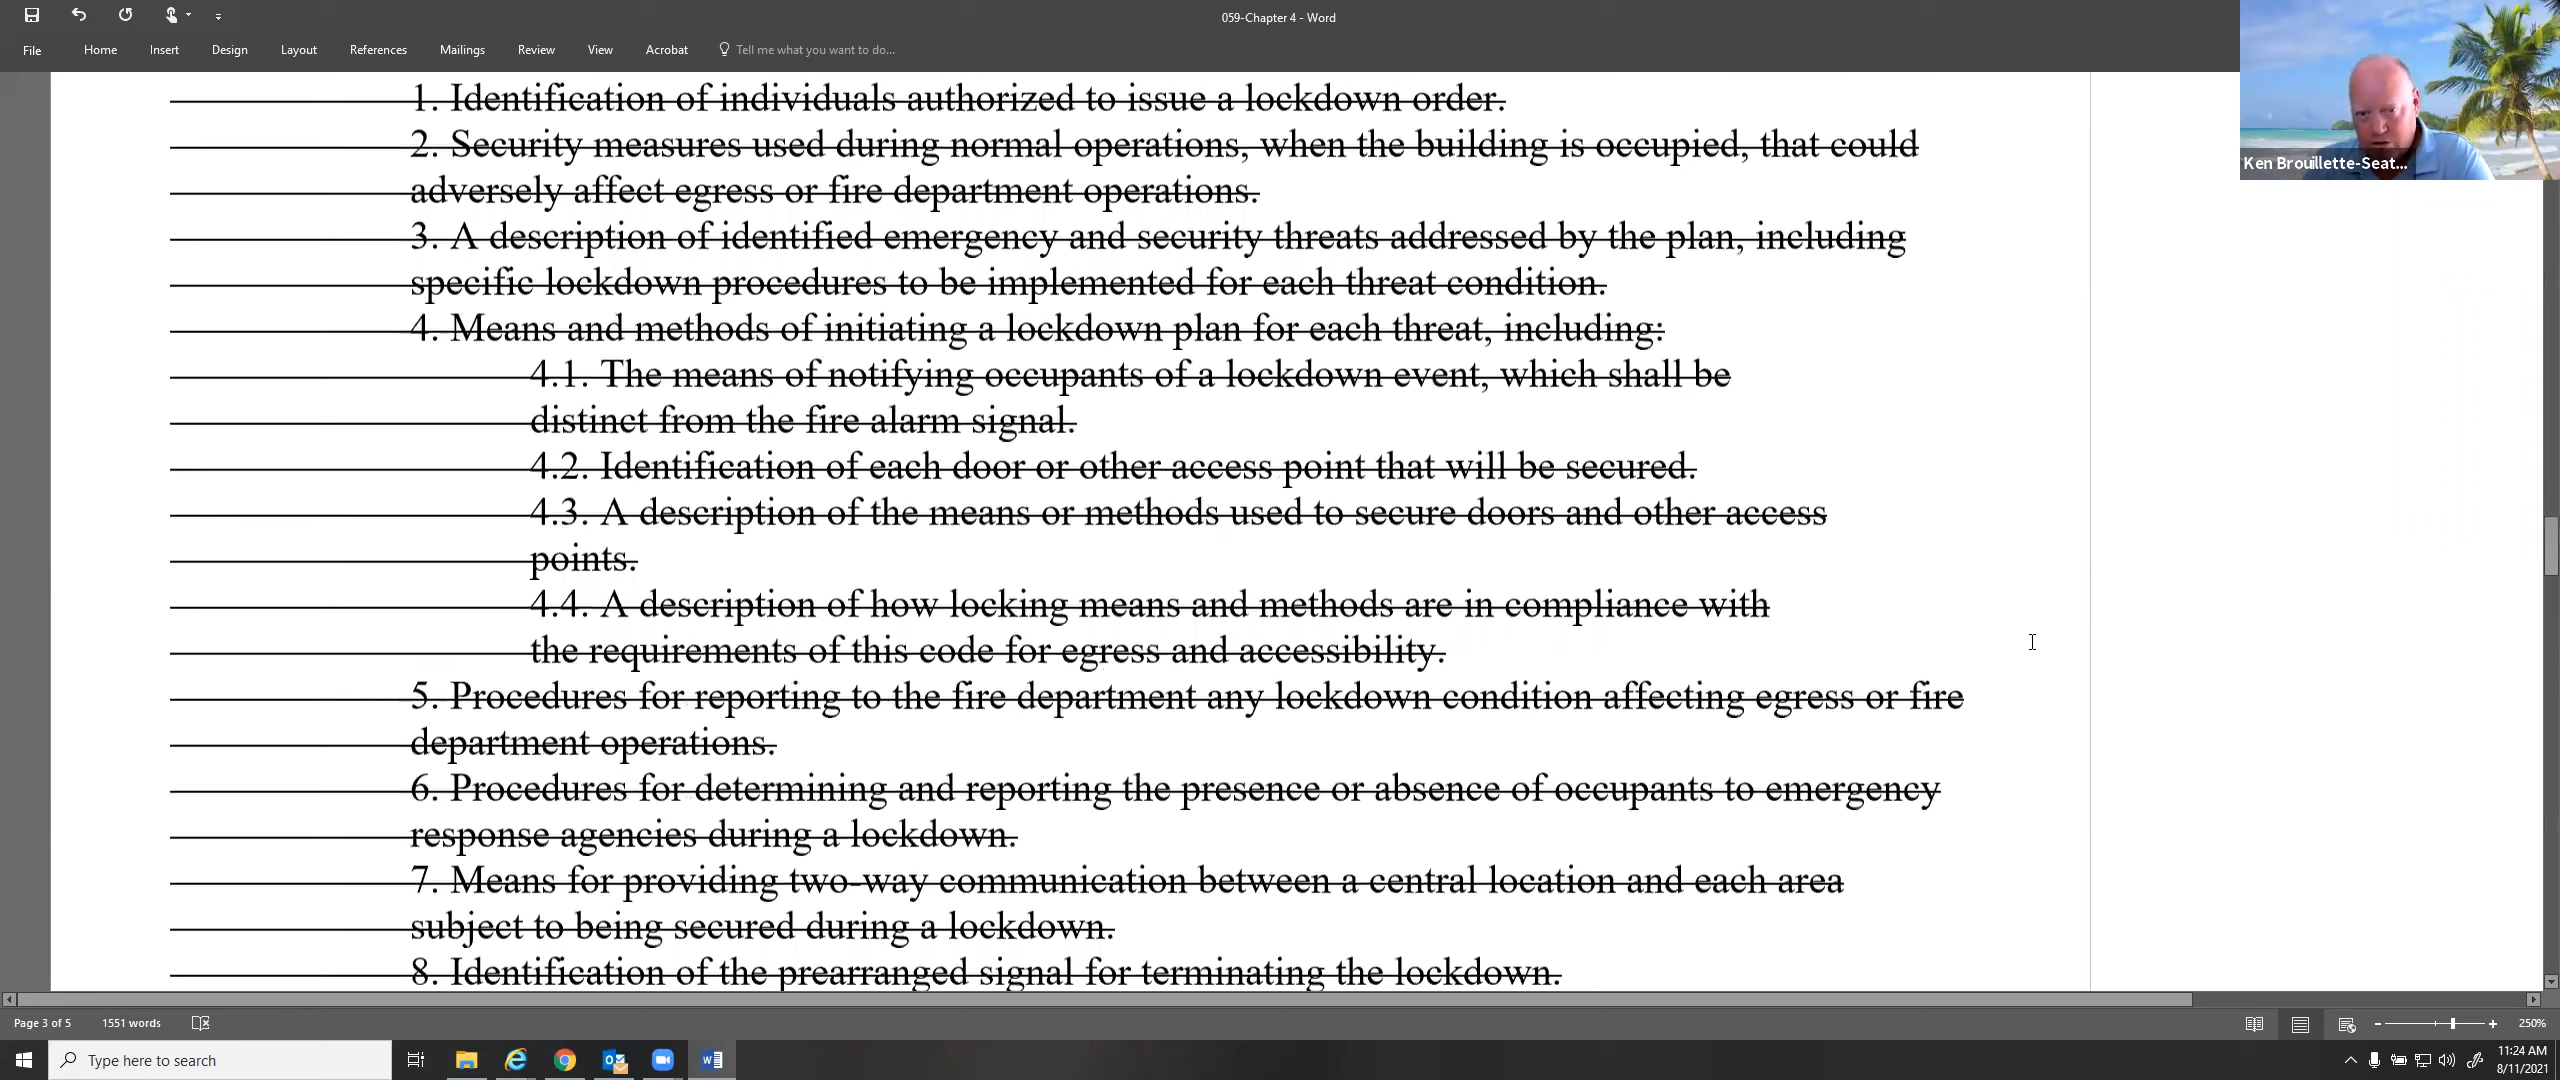 059-Chapter 4 - Word
File Home Insert Design Layout References Mailings Review View Acrobat Tell me what you want to do...
1. Identification of individuals authorized to issue a lockdown order.
2. Security measures used during normal operations, when the building is occupied, that could
adversely affect egress or fire department operations.
3. A description of identified emergency and security threats addressed by the plan, including
specific lockdown procedures to be implemented for each threat condition.
4. Means and methods of initiating a lockdown plan for each threat, including:
4.1. The means of notifying occupants of a lockdown event, which shall be
distinct from the fire alarm signal.
4.2. Identification of each door or other access point that will be secured.
4.3. A description of the means or methods used to secure doors and other access
points.
4.4. A description of how locking means and methods are in compliance with
the requirements of this code for egress and accessibility.
5. Procedures for reporting to the fire department any lockdown condition affecting egress or fire
department operations.
6. Procedures for determining and reporting the presence or absence of occupants to emergency
response agencies during a lockdown.
7. Means for providing two-way communication between a central location and each area
subject to being secured during a lockdown.
8. Identification of the prearranged signal for terminating the lockdown.
Ken Brouillette-Seat...
Page 3 of 5 1551 words 250%
Type here to search
11:24 AM
8/11/2021